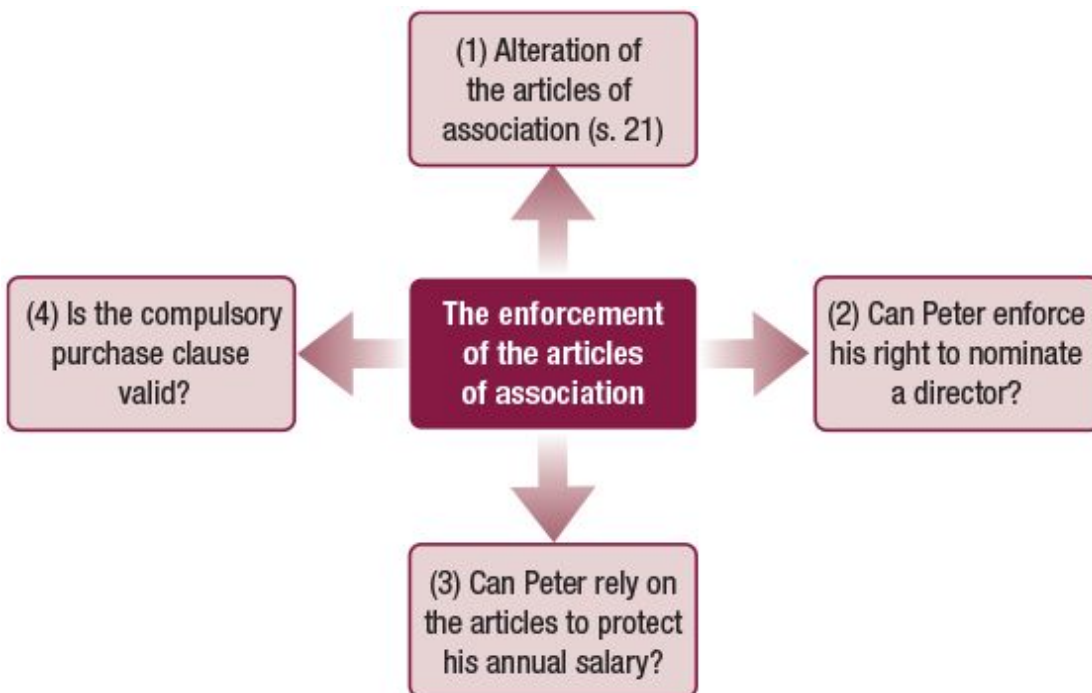 (1) Alteration of
the articles of
association (s. 21)
(4) Is the compulsory
purchase clause
valid?
The enforcement
of the articles
of association
(2) Can Peter enforce
his right to nominate
a director?
(3) Can Peter rely on
the articles to protect
his annual salary?